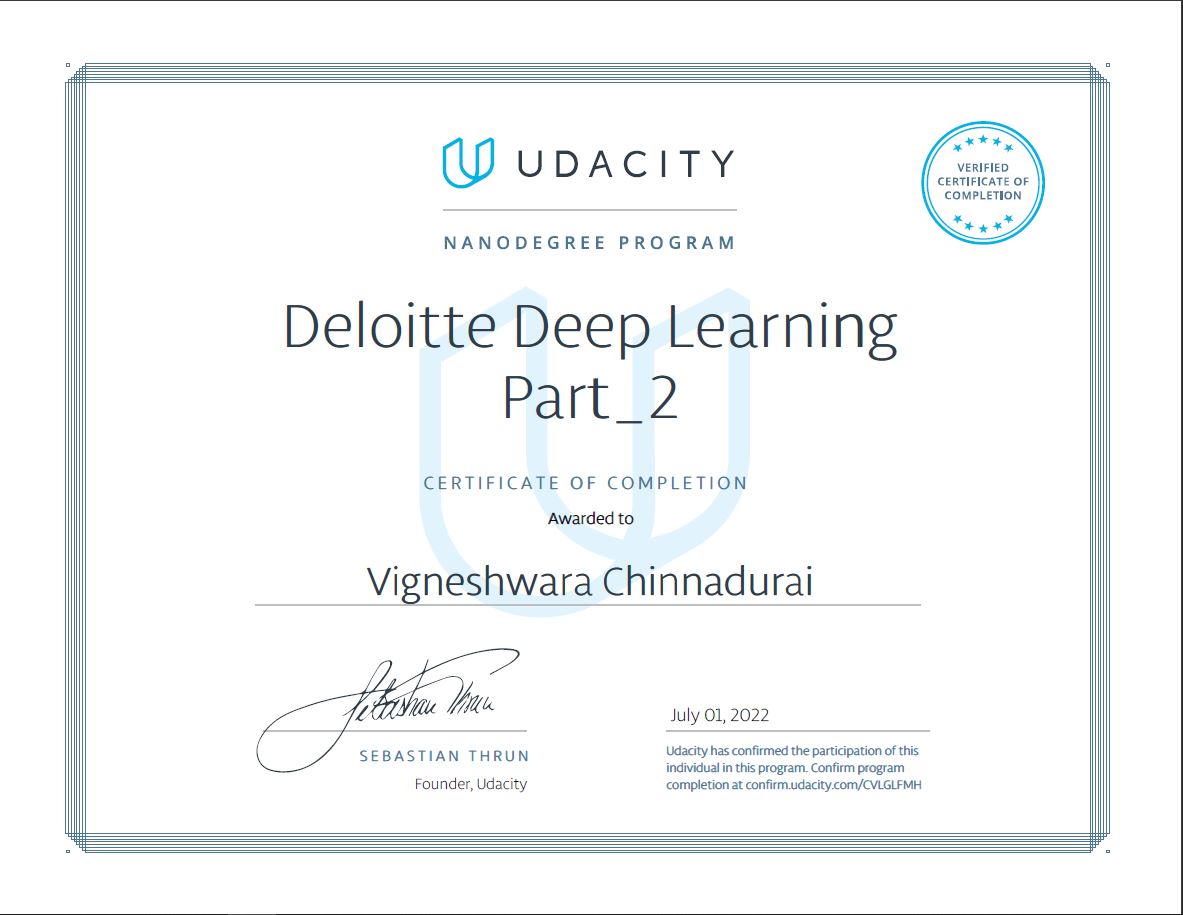 UDACITY
VERIFIED
CERTIFICATE OF
COMPLETION
NANODEGREE PROGRAM
Deloitte Deep Learning
Part_2
CERTIFICATE OF COMPLETION
Awarded to
Vigneshwara Chinnadurai
Sebastian Thrun
SEBASTIAN THRUN
Founder, Udacity
July 01, 2022
Udacity has confirmed the participation of this
individual in this program. Confirm program
completion at confirm.udacity.com/CVLGLFMH